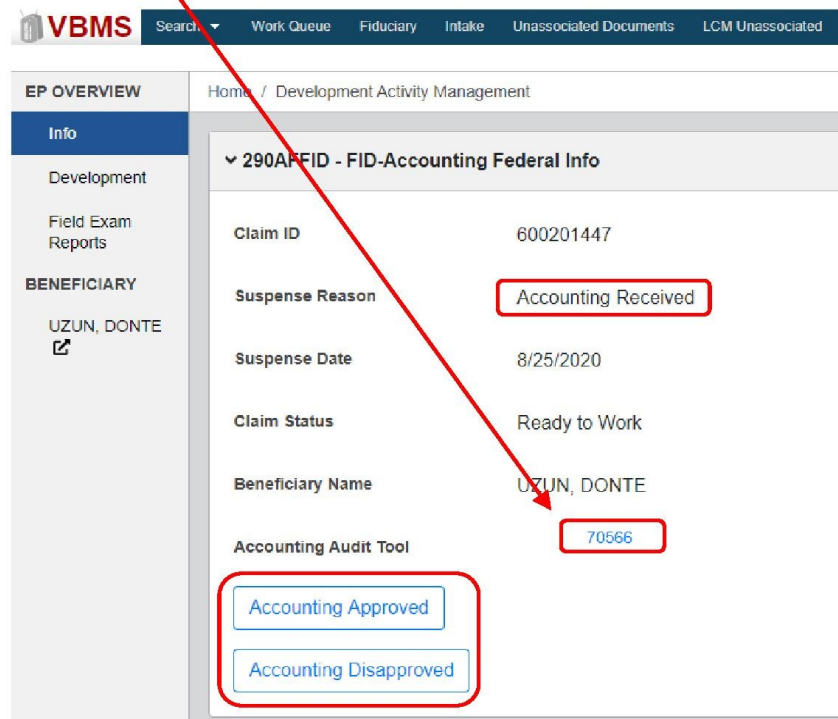 VBMS Search Work Queue Fiduciary Intake Unassociated Documents LCM Unassociated
EP OVERVIEW
Info
Development
Field Exam
Reports
BENEFICIARY
UZUN, DONTE
Home / Development Activity Management
290AFFID - FID-Accounting Federal Info
Claim ID 600201447
Suspense Reason Accounting Received
Suspense Date 8/25/2020
Claim Status Ready to Work
Beneficiary Name UZUN, DONTE
Accounting Audit Tool 70566
Accounting Approved
Accounting Disapproved